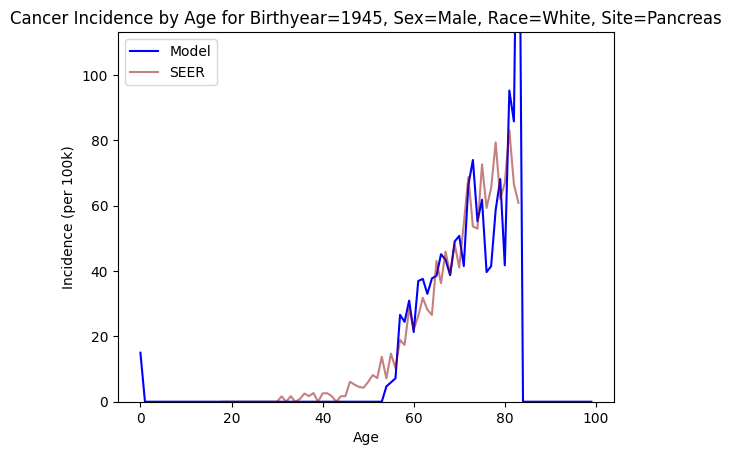 Cancer Incidence by Age for Birthyear=1945, Sex=Male, Race=White, Site=Pancreas
Model
SEER
100
80
60
40
20
0
Incidence (per 100k)
0 20 40 60 80 100
Age